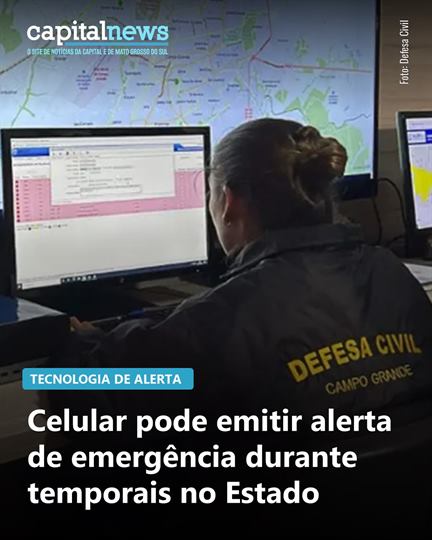 capitalnews
O SITE DE NOTÍCIAS DA CAPITAL E DE MATO GROSSO DO SUL
Foto: Defesa Civil
DEFESA CIVIL
CAMPO GRANDE
TECNOLOGIA DE ALERTA
Celular pode emitir alerta
de emergência durante
temporais no Estado